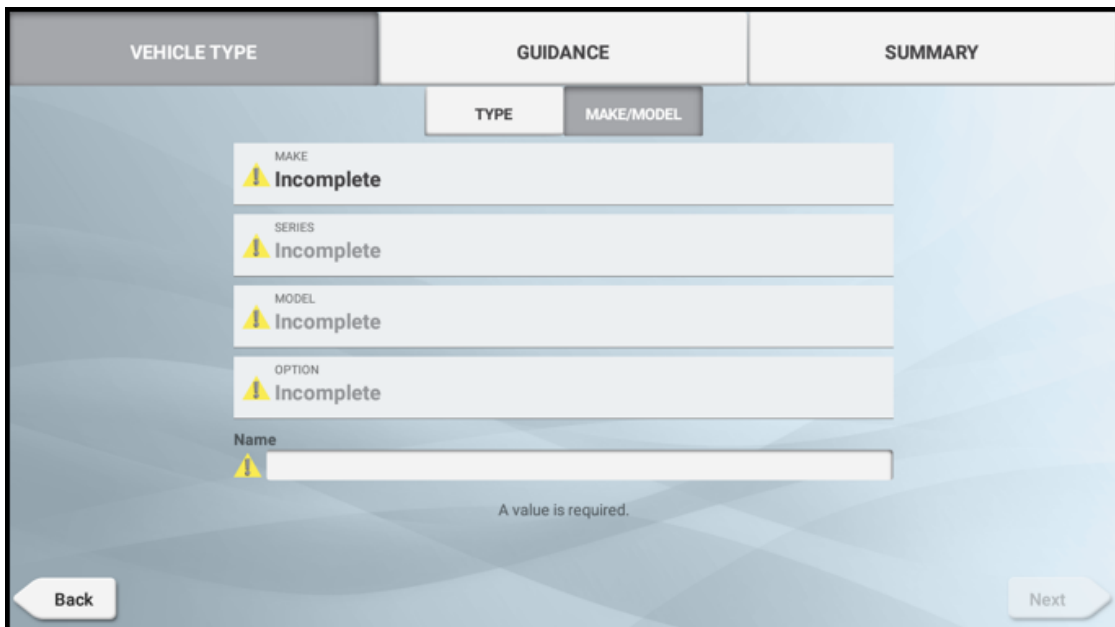 VEHICLE TYPE
GUIDANCE
SUMMARY
TYPE
MAKE/MODEL
MAKE
Incomplete
SERIES
Incomplete
MODEL
Incomplete
OPTION
Incomplete
Name
A value is required.
Back
Next